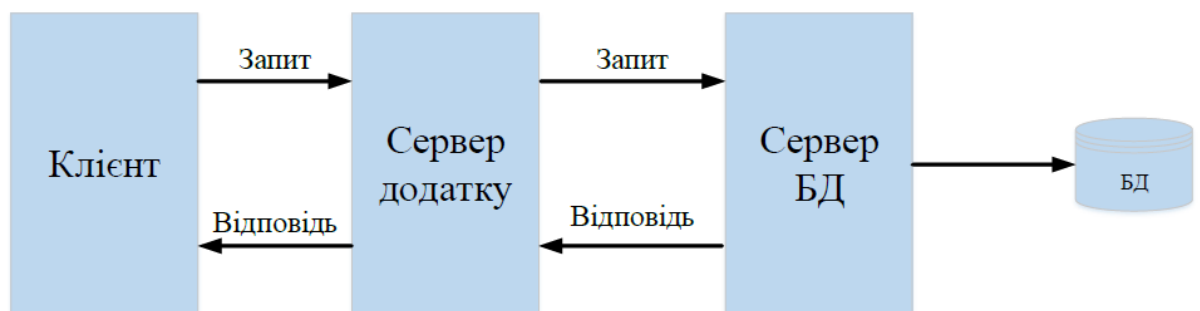 Запит
Запит
Клієнт
Сервер
додатку
Сервер
БД
БД
Відповідь
Відповідь